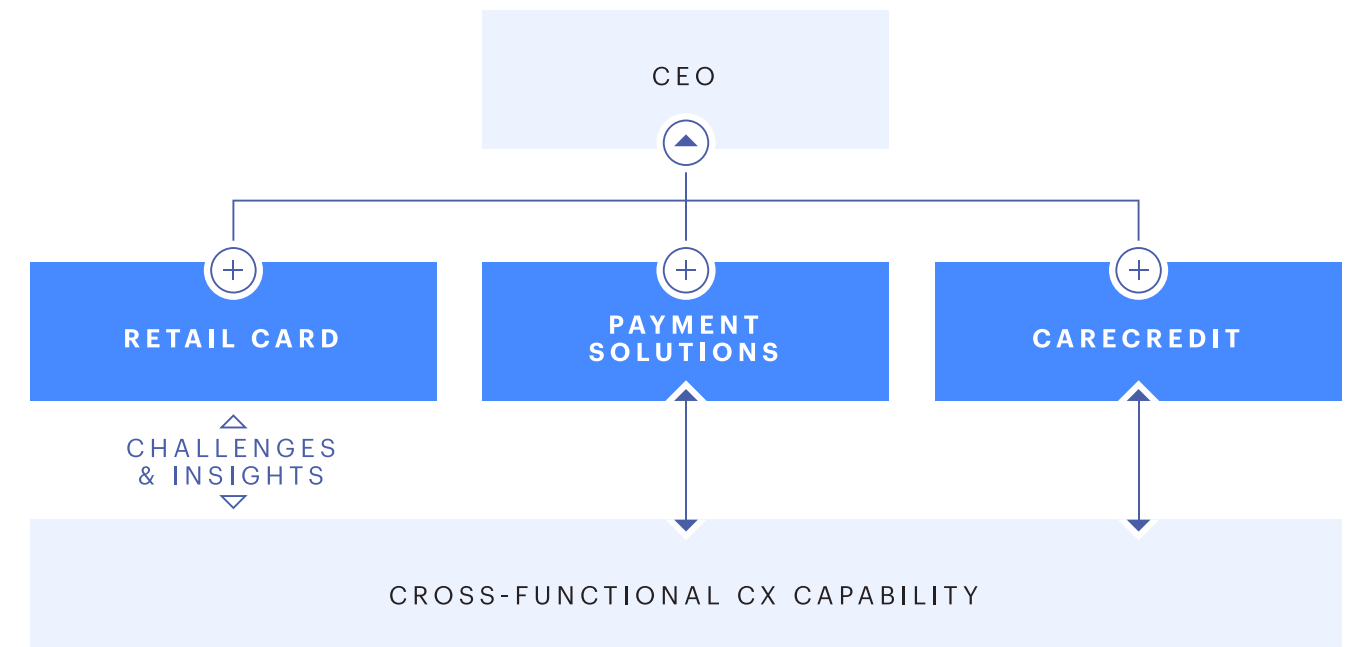 CEO
RETAIL CARD
PAYMENT
SOLUTIONS
CARECREDIT
CHALLENGES
& INSIGHTS
CROSS-FUNCTIONAL CX CAPABILITY